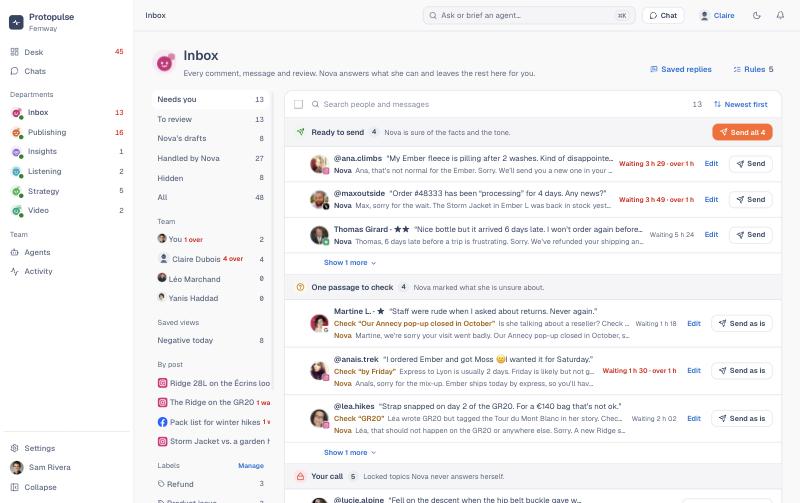 Protopulse
Fernway
Desk 45
Chats
Departments
Inbox 13
Publishing 16
Insights 1
Listening 2
Strategy 5
Video 2
Team
Agents
Activity
Settings
Sam Rivera
Collapse
Inbox
Ask or brief an agent… ⌘K
Chat
Claire
Inbox
Every comment, message and review. Nova answers what she can and leaves the rest here for you.
Saved replies
Rules 5
Needs you 13
To review 13
Nova's drafts 8
Handled by Nova 27
Hidden 8
All 48
Team
You 1 over 2
Claire Dubois 4 over 4
Léo Marchand 0
Yanis Haddad 0
Saved views
Negative today 8
By post
Ridge 28L on the Écrins loo
The Ridge on the GR20 1 wa
Pack list for winter hikes 1 w
Storm Jacket vs. a garden h
Labels Manage
Refund 3
Product issue
Search people and messages 13 Newest first
Ready to send 4 Nova is sure of the facts and the tone. Send all 4
@ana.climbs "My Ember fleece is pilling after 2 washes. Kind of disappointe…
Nova Ana, that's not normal for the Ember. Sorry. We'll send you a new one in your …
Waiting 3 h 29 · over 1 h Edit Send
@maxoutside "Order #48333 has been "processing" for 4 days. Any news?"
Nova Max, sorry for the wait. The Storm Jacket in Ember L was back in stock yest…
Waiting 3 h 49 · over 1 h Edit Send
Thomas Girard · ★★ "Nice bottle but it arrived 6 days late. I won't order again before…
Nova Thomas, 6 days late before a trip is frustrating. Sorry. We've refunded your shipping an…
Waiting 5 h 24 Edit Send
Show 1 more
One passage to check 4 Nova marked what she is unsure about.
Martine L. · ★ "Staff were rude when I asked about returns. Never again."
Check "Our Annecy pop-up closed in October" Is she talking about a reseller? Check …
Nova Martine, we're sorry your visit went badly. Our Annecy pop-up closed in October, s…
Waiting 1 h 18 Edit Send as is
@anais.trek "I ordered Ember and got Moss 😅I wanted it for Saturday."
Check "by Friday" Express to Lyon is usually 2 days. Friday is likely but not g…
Nova Anaïs, sorry for the mix-up. Ember ships today by express, so you'll hav…
Waiting 1 h 30 · over 1 h Edit Send as is
@lea.hikes "Strap snapped on day 2 of the GR20. For a €140 bag that's not ok."
Check "GR20" Léa wrote GR20 but tagged the Tour du Mont Blanc in her story. Chec…
Nova Léa, that should not happen on the GR20 or anywhere else. Sorry. A new Ridge s…
Waiting 2 h 02 Edit Send as is
Show 1 more
Your call 5 Locked topics Nova never answers herself.
@lucie.alpine "Fell on the descent when the hip belt buckle gave w…